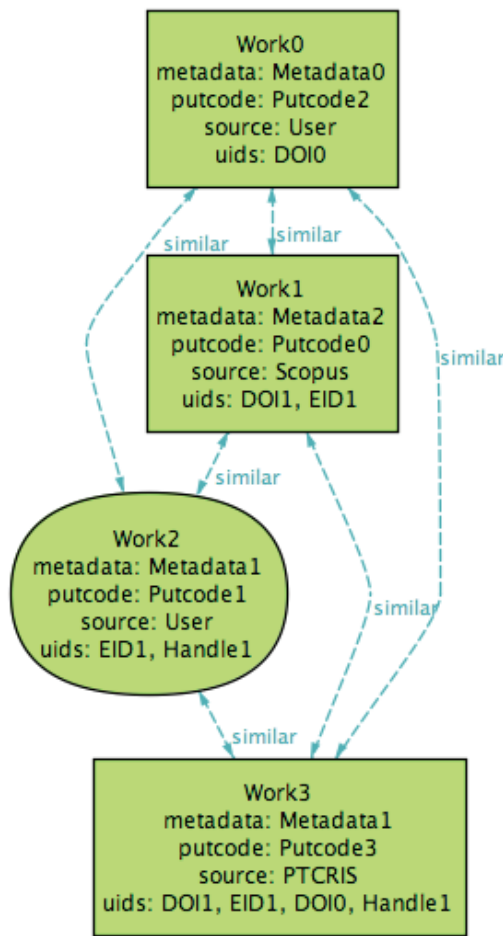 Work0
metadata: Metadata0
putcode: Putcode2
source: User
uids: DOI0
similar
similar
Work1
metadata: Metadata2
putcode: Putcode0
source: Scopus
uids: DOI1, EID1
similar
similar
Work2
metadata: Metadata1
putcode: Putcode1
source: User
uids: EID1, Handle1
similar
similar
Work3
metadata: Metadata1
putcode: Putcode3
source: PTCRIS
uids: DOI1, EID1, DOI0, Handle1